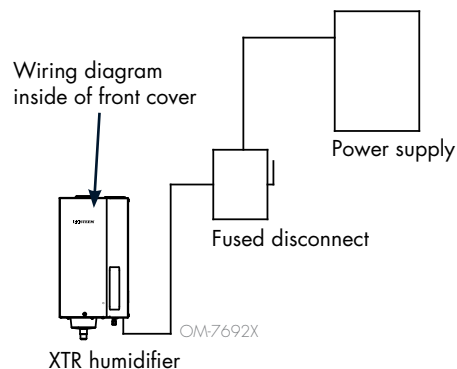 Wiring diagram
inside of front cover
Power supply
Fused disconnect
OM-7692X
XTR humidifier